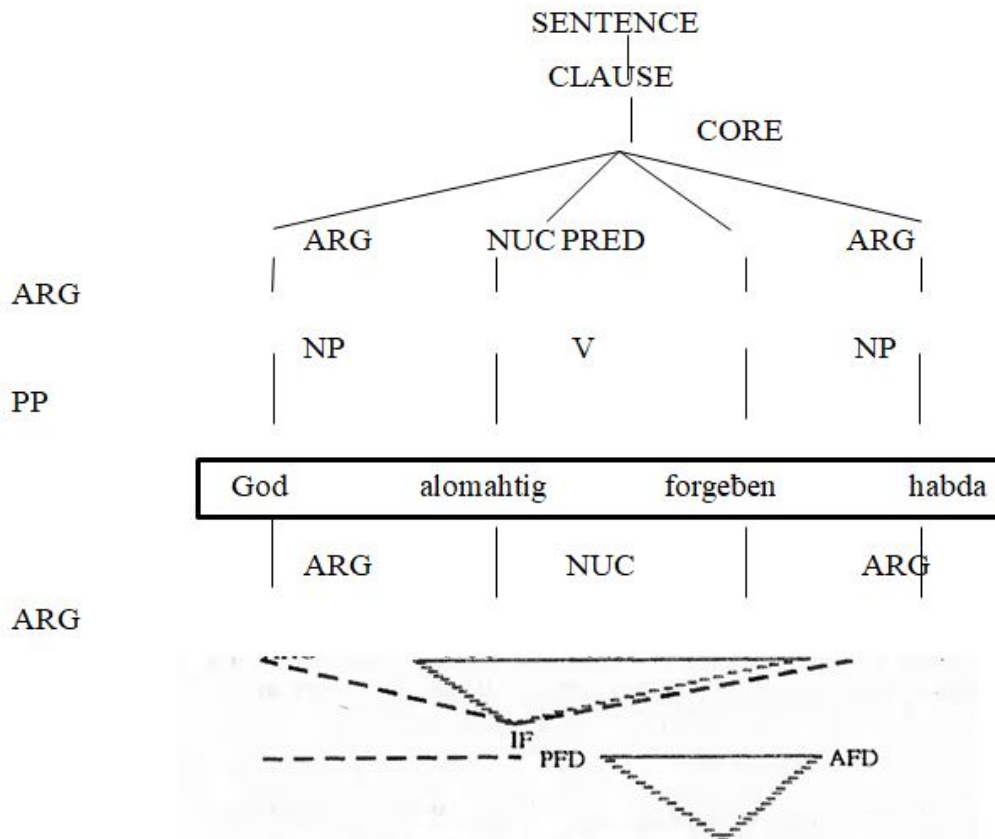 SENTENCE
CLAUSE
CORE
ARG NUC PRED ARG
ARG
NP V NP
PP
God alomahtig forgeƀen habda
ARG NUC ARG
ARG
IF
PFD AFD